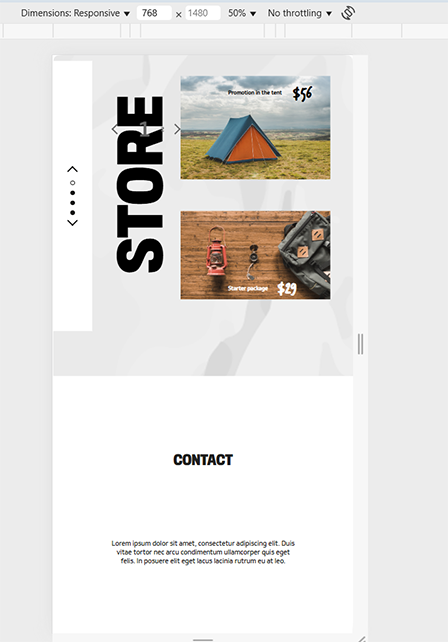 Dimensions: Responsive 768 × 1480 50% No throttling
STORE
1
Promotion in the tent $56
Starter package $29
CONTACT
Lorem ipsum dolor sit amet, consectetur adipiscing elit. Duis
vitae tortor nec arcu condimentum ullamcorper quis eget
felis. In posuere elit eget lacus lacinia rutrum eu at leo.